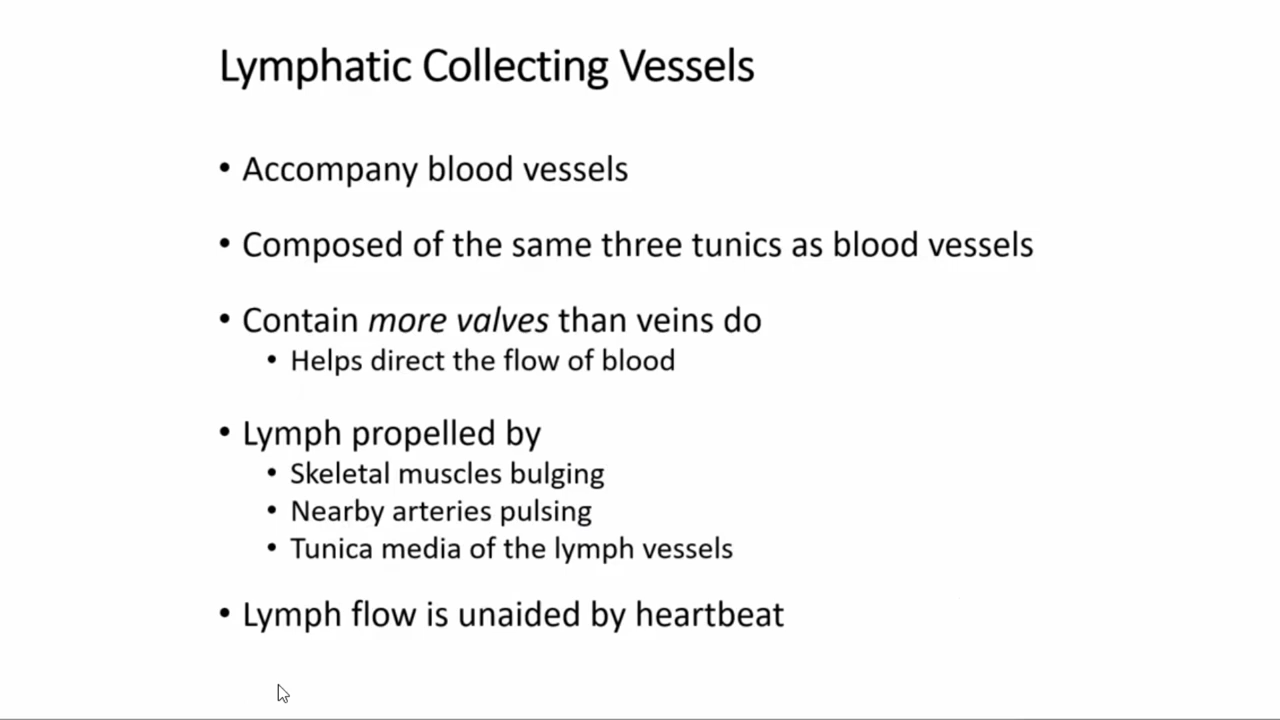 Lymphatic Collecting Vessels
• Accompany blood vessels
• Composed of the same three tunics as blood vessels
• Contain more valves than veins do
• Helps direct the flow of blood
• Lymph propelled by
• Skeletal muscles bulging
• Nearby arteries pulsing
• Tunica media of the lymph vessels
• Lymph flow is unaided by heartbeat